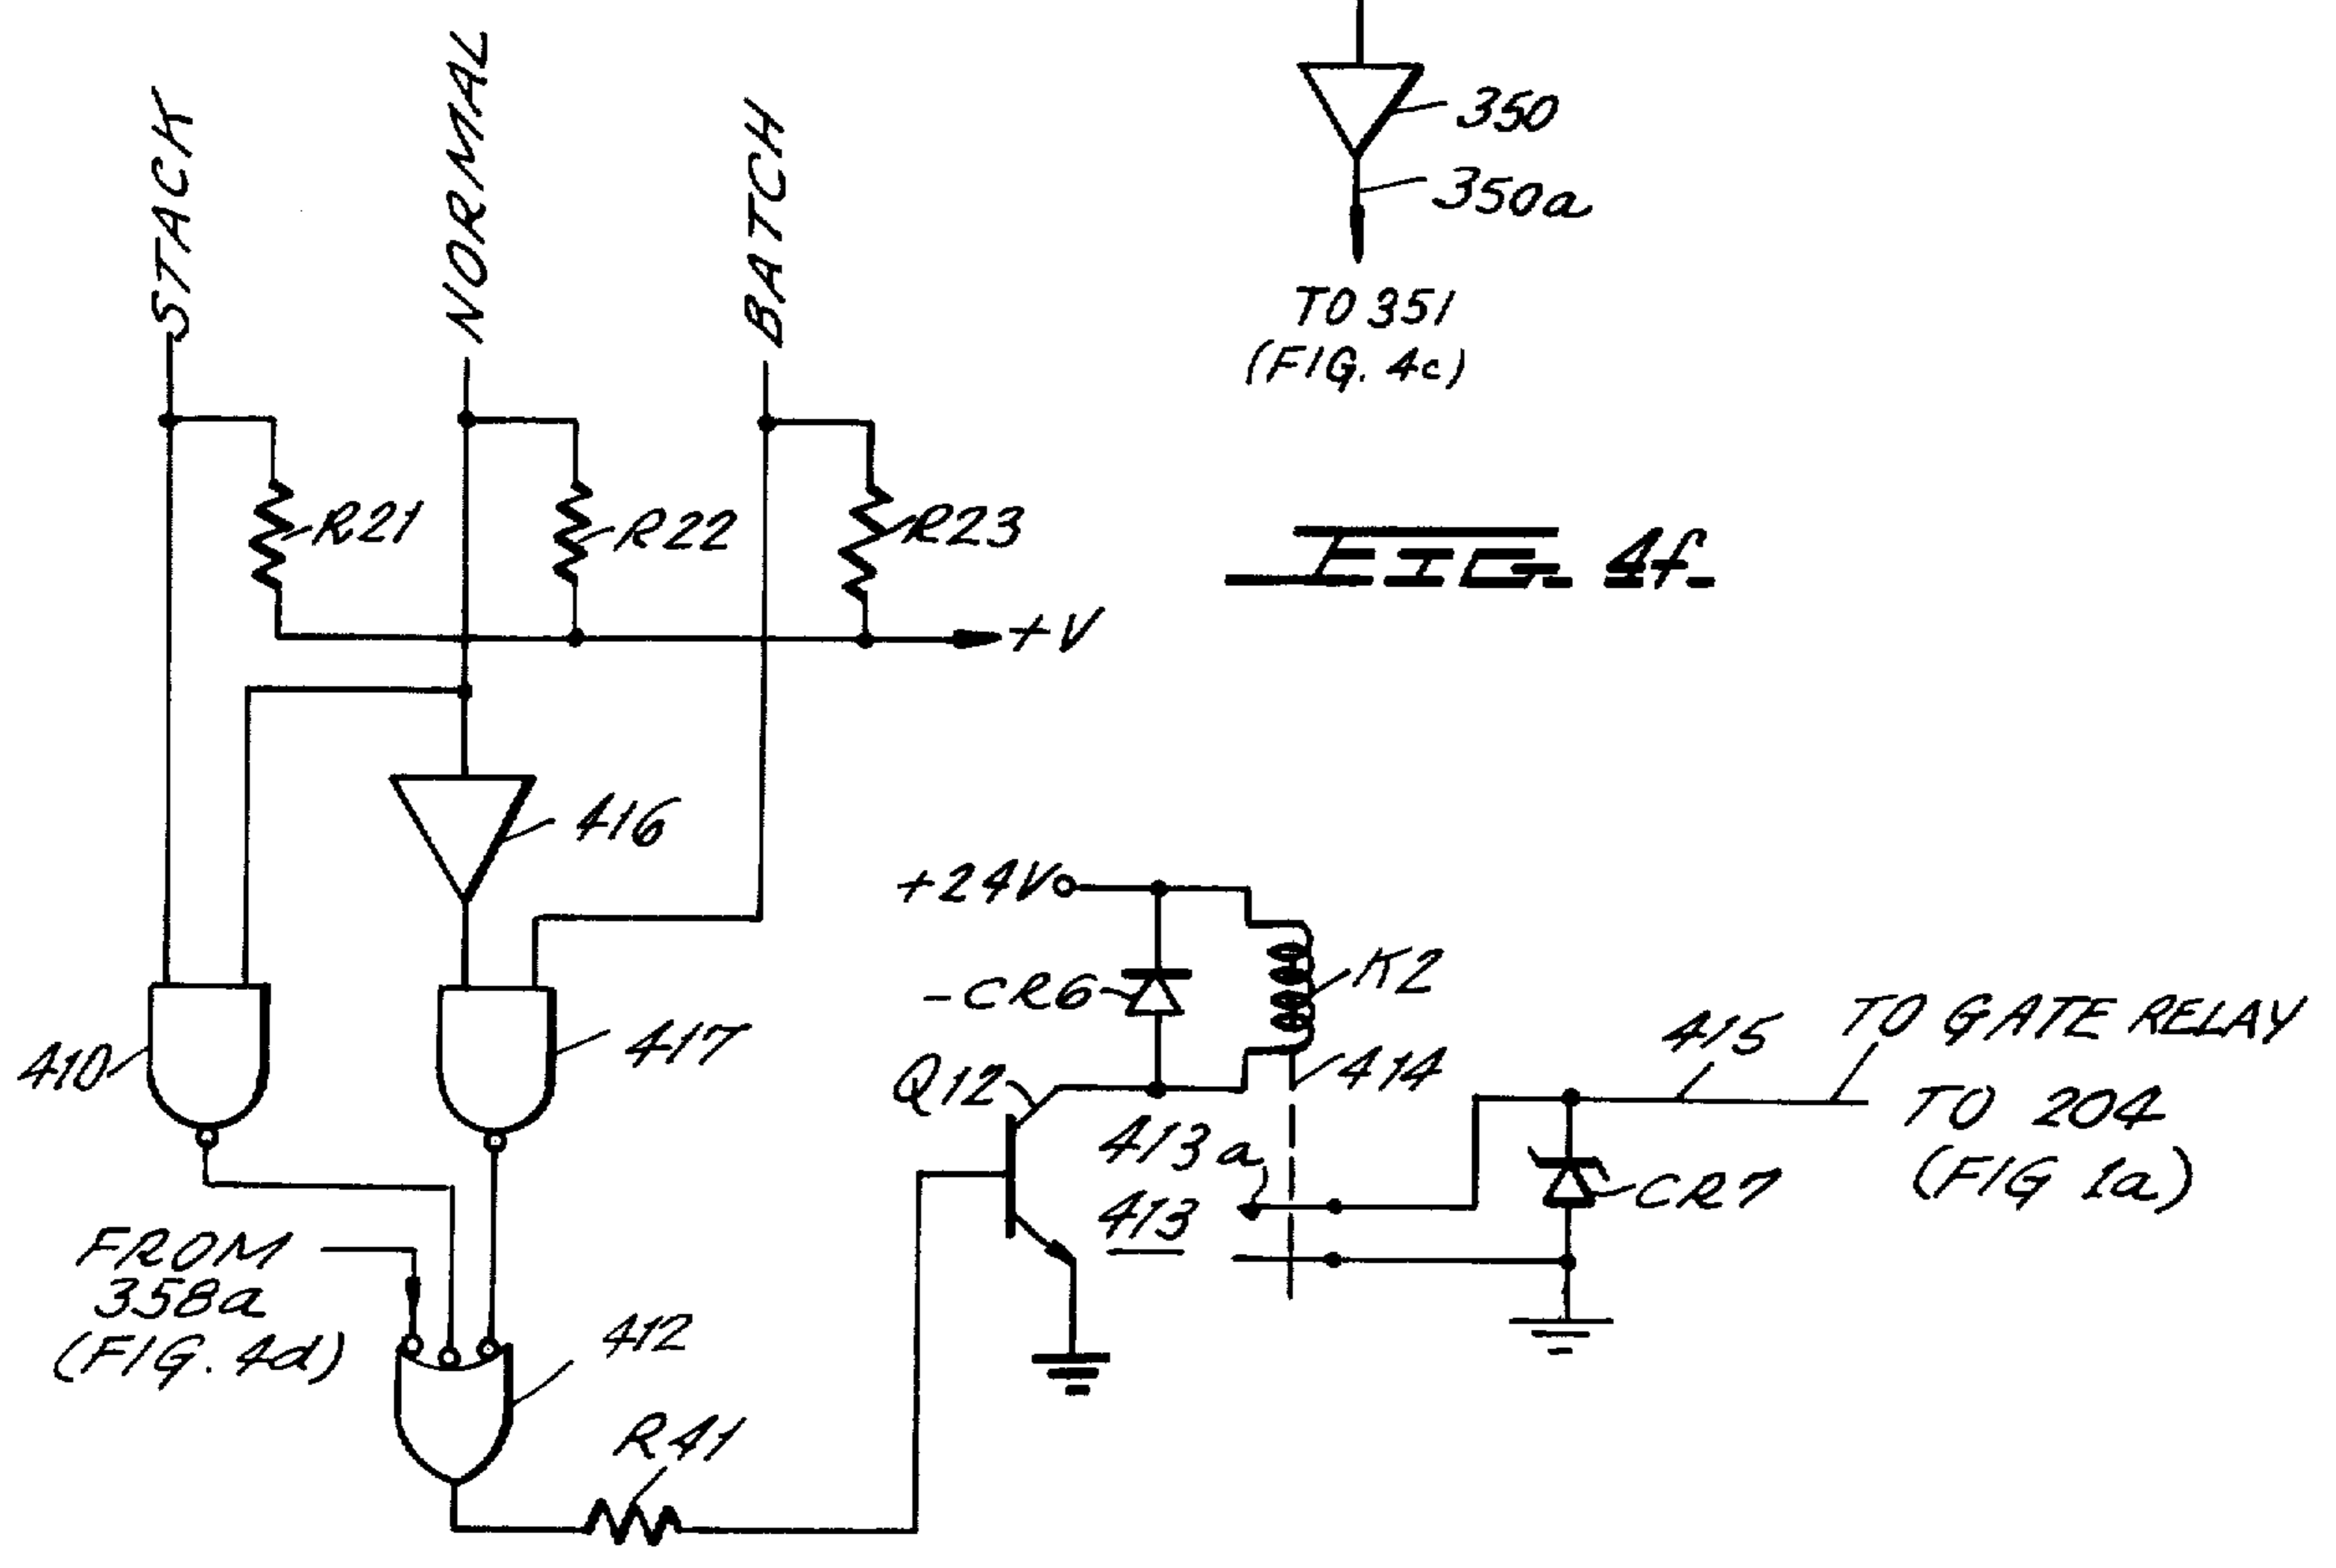 STACK
NORMAL
BATCH
350
350a
TO 351
(FIG. 4c)
R21
R22
R23
FIG. 4f.
+V
416
+24V
K2
-CR6
410
417
Q12
414
415
TO GATE RELAY
TO 204
(FIG 1a)
413a
413
CR7
FROM
358a
(FIG. 4d)
412
R41